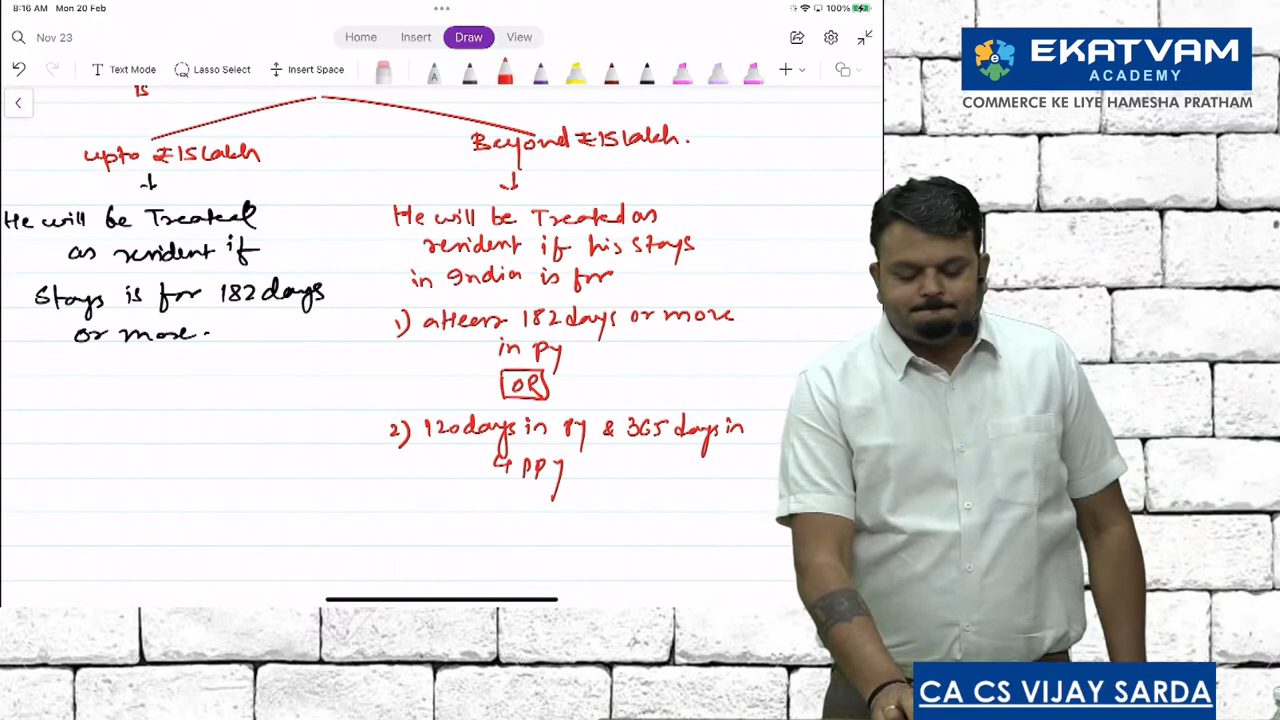 8:16 AM Mon 20 Feb
100%
Nov 23
Home Insert Draw View
Text Mode Lasso Select Insert Space
is
upto ₹15 lakh
Beyond ₹15 lakh.
He will be Treated
as resident if
Stays is for 182 days
or more.
He will be Treated as
resident if his stays
in India is for
1) atleast 182 days or more
in py
OR
2) 120 days in py & 365 days in
4 ppy
EKATVAM
ACADEMY
COMMERCE KE LIYE HAMESHA PRATHAM
CA CS VIJAY SARDA